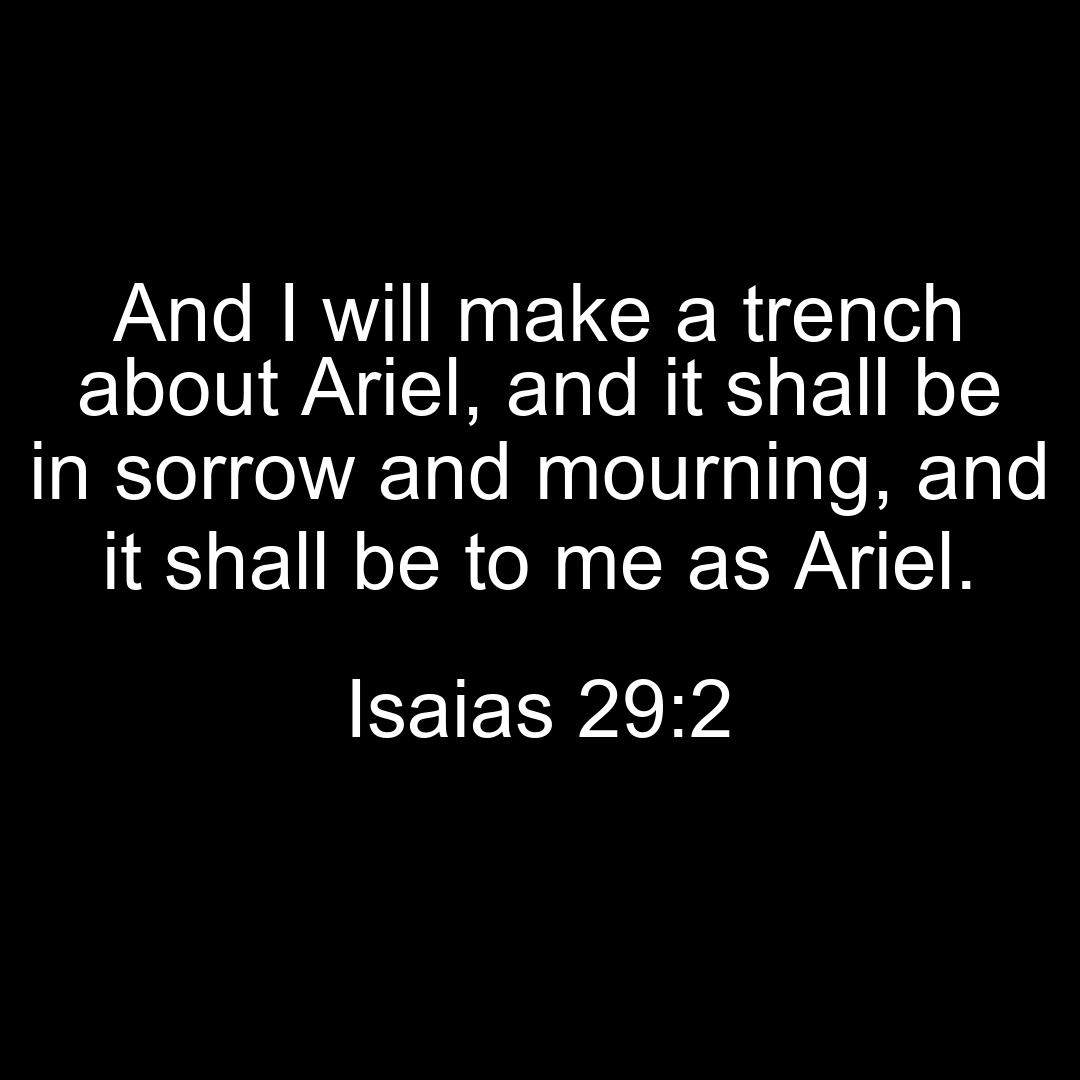 And I will make a trench
about Ariel, and it shall be
in sorrow and mourning, and
it shall be to me as Ariel.
Isaias 29:2